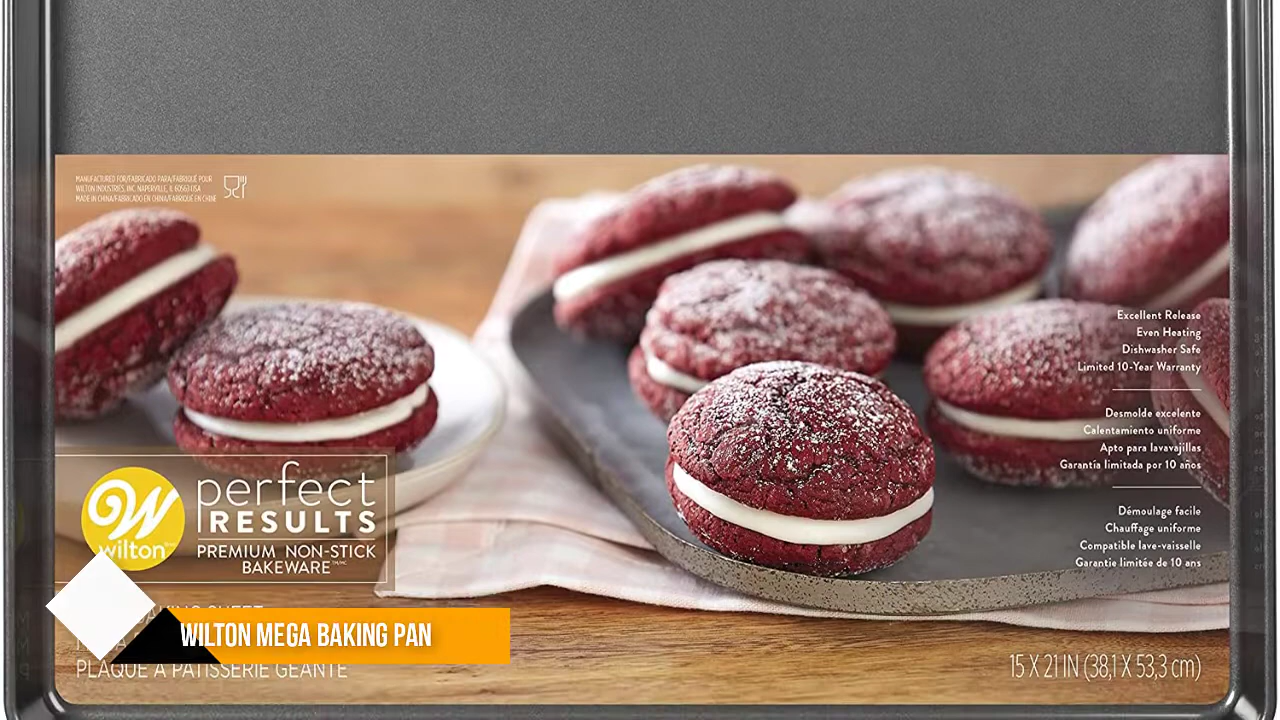 MANUFACTURED FOR/FABRICADO PARA/FABRIQUÉ POUR
WILTON INDUSTRIES, INC. NAPERVILLE, IL 60563 USA
MADE IN CHINA/FABRICADO EN CHINA/FABRIQUÉ EN CHINE
Excellent Release
Even Heating
Dishwasher Safe
Limited 10-Year Warranty
Desmolde excelente
Calentamiento uniforme
Apto para lavavajillas
Garantía limitada por 10 años
Démoulage facile
Chauffage uniforme
Compatible lave-vaisselle
Garantie limitée de 10 ans
wilton
perfect
RESULTS
PREMIUM NON-STICK
BAKEWARE
SHEET
WILTON MEGA BAKING PAN
PLAQUE À PÂTISSERIE GÉANTE
15 X 21 IN (38,1 X 53,3 cm)